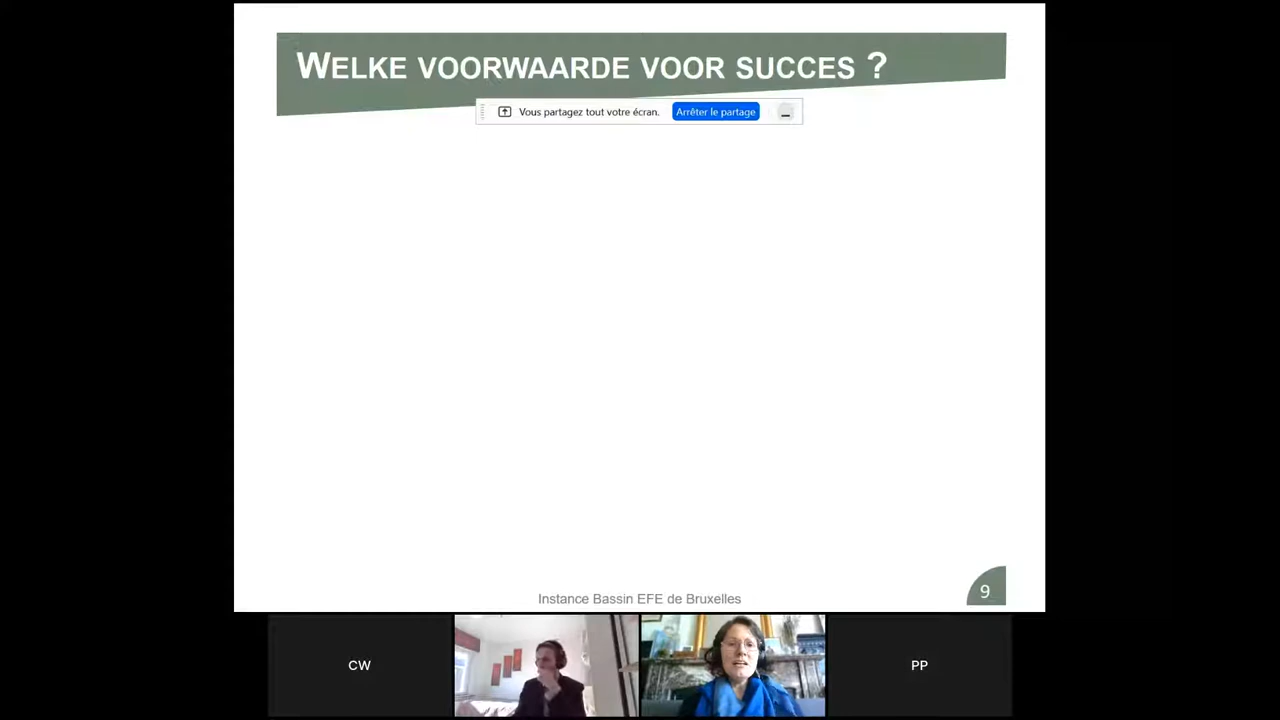 WELKE VOORWAARDE VOOR SUCCES ?
Vous partagez tout votre écran. Arrêter le partage
Instance Bassin EFE de Bruxelles
9
CW
PP